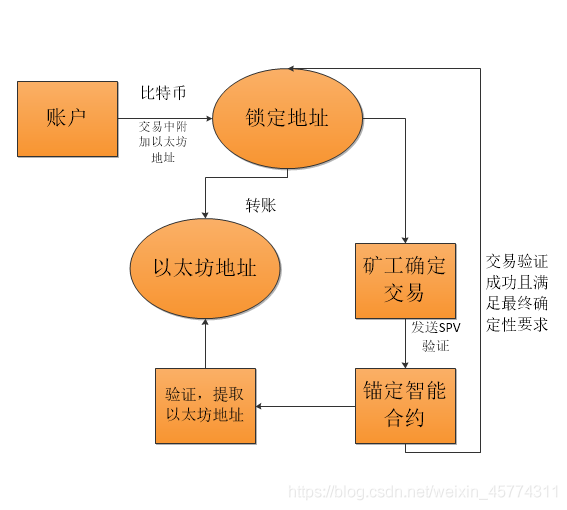 比特币
账户
锁定地址
交易中附
加以太坊
地址
转账
以太坊地址
矿工确定
交易
交易验证
成功且满
足最终确
定性要求
发送SPV
验证
验证，提取
以太坊地址
锚定智能
合约
https://blog.csdn.net/weixin_45774311